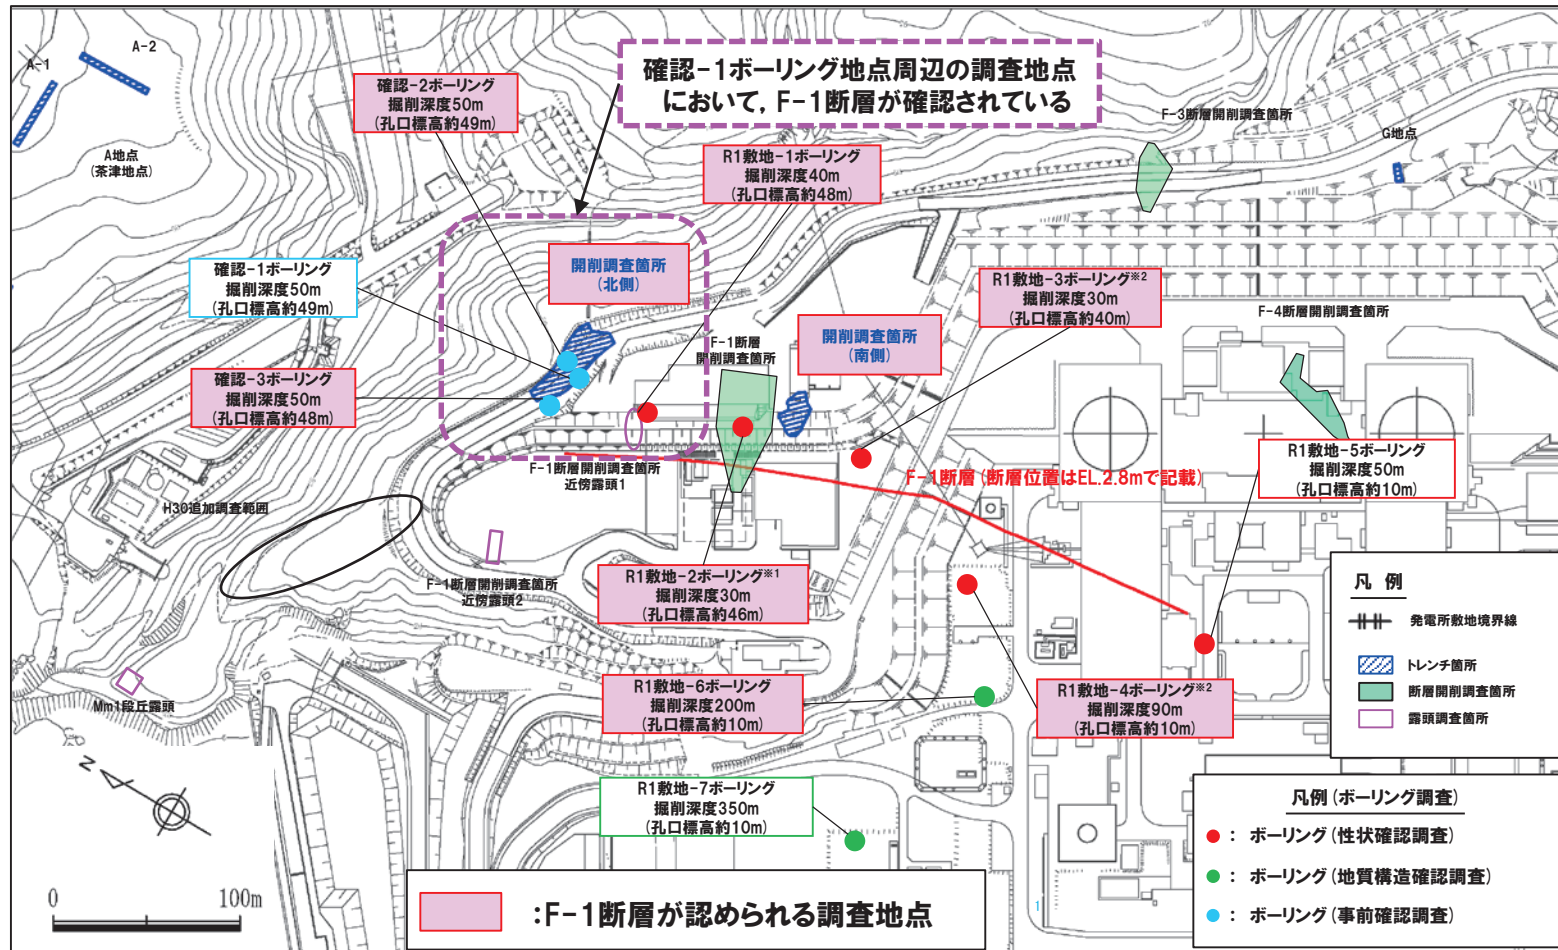 A-1
A-2
A地点
(茶津地点)
確認-2ボーリング
掘削深度50m
(孔口標高約49m)
確認-1ボーリング地点周辺の調査地点
において，F-1断層が確認されている
R1敷地-1ボーリング
掘削深度40m
(孔口標高約48m)
F-3断層開削調査箇所
G地点
確認-1ボーリング
掘削深度50m
(孔口標高約49m)
開削調査箇所
(北側)
R1敷地-3ボーリング※2
掘削深度30m
(孔口標高約40m)
F-4断層開削調査箇所
F-1断層
開削調査箇所
開削調査箇所
(南側)
確認-3ボーリング
掘削深度50m
(孔口標高約48m)
F-1断層開削調査箇所
近傍露頭1
F-1断層(断層位置はEL.2.8mで記載)
R1敷地-5ボーリング
掘削深度50m
(孔口標高約10m)
H30追加調査範囲
F-1断層開削調査箇所
近傍露頭2
R1敷地-2ボーリング※1
掘削深度30m
(孔口標高約46m)
Mm1段丘露頭
R1敷地-6ボーリング
掘削深度200m
(孔口標高約10m)
R1敷地-4ボーリング※2
掘削深度90m
(孔口標高約10m)
R1敷地-7ボーリング
掘削深度350m
(孔口標高約10m)
凡 例
発電所敷地境界線
トレンチ箇所
断層開削調査箇所
露頭調査箇所
凡例(ボーリング調査)
： ボーリング(性状確認調査)
： ボーリング(地質構造確認調査)
： ボーリング(事前確認調査)
N
0 100m
：F-1断層が認められる調査地点
1